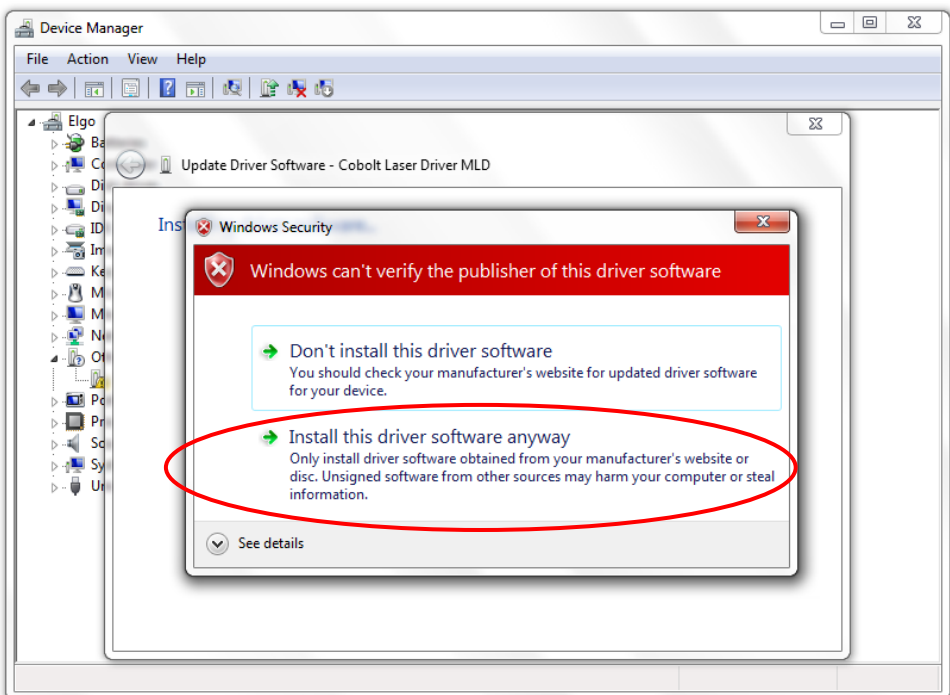 Device Manager
File Action View Help
Elgo
Update Driver Software - Cobolt Laser Driver MLD
Windows Security
Windows can't verify the publisher of this driver software
Don't install this driver software
You should check your manufacturer's website for updated driver software
for your device.
Install this driver software anyway
Only install driver software obtained from your manufacturer's website or
disc. Unsigned software from other sources may harm your computer or steal
information.
See details